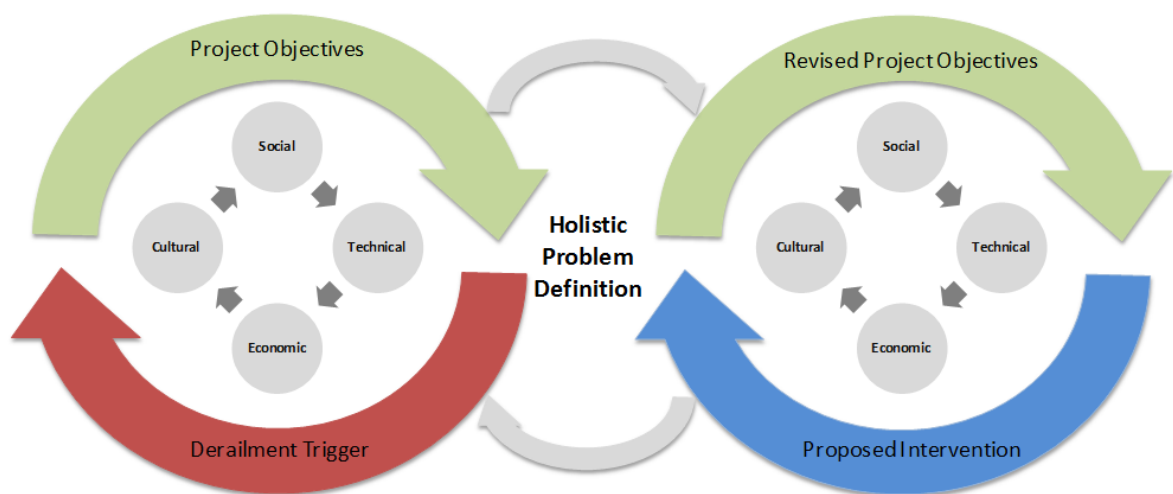 Project Objectives
Social
Cultural
Technical
Economic
Derailment Trigger
Holistic
Problem
Definition
Revised Project Objectives
Social
Cultural
Technical
Economic
Proposed Intervention